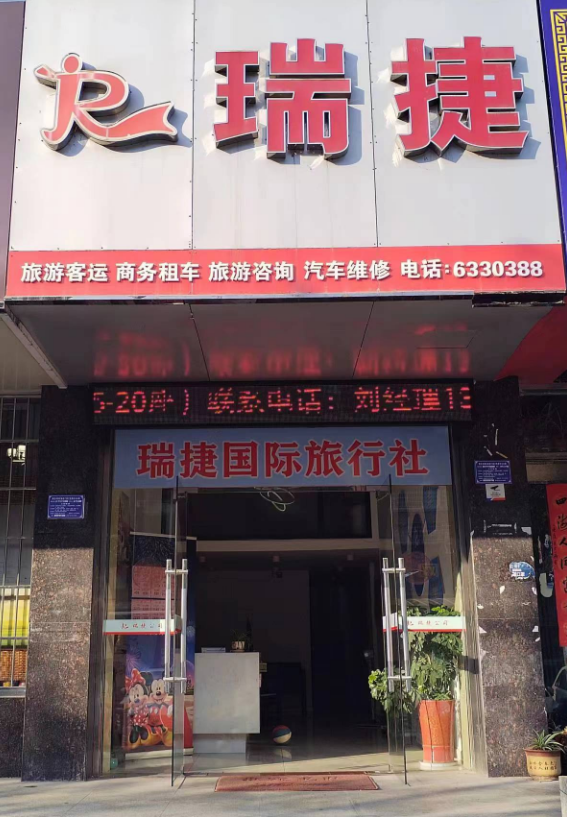 瑞捷
旅游客运 商务租车 旅游咨询 汽车维修 电话:6330388
5-20座) 联系电话: 刘经理13
瑞捷国际旅行社